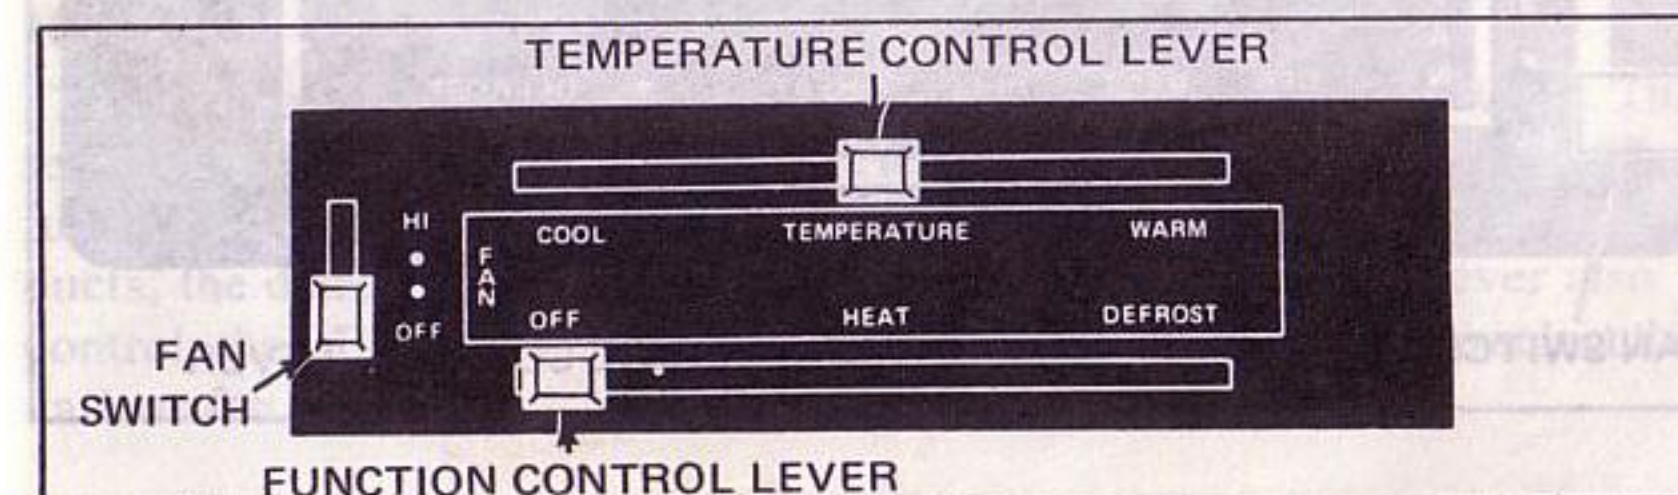 TEMPERATURE CONTROL LEVER
HI
OFF
FAN
COOL TEMPERATURE WARM
OFF HEAT DEFROST
FAN
SWITCH
FUNCTION CONTROL LEVER